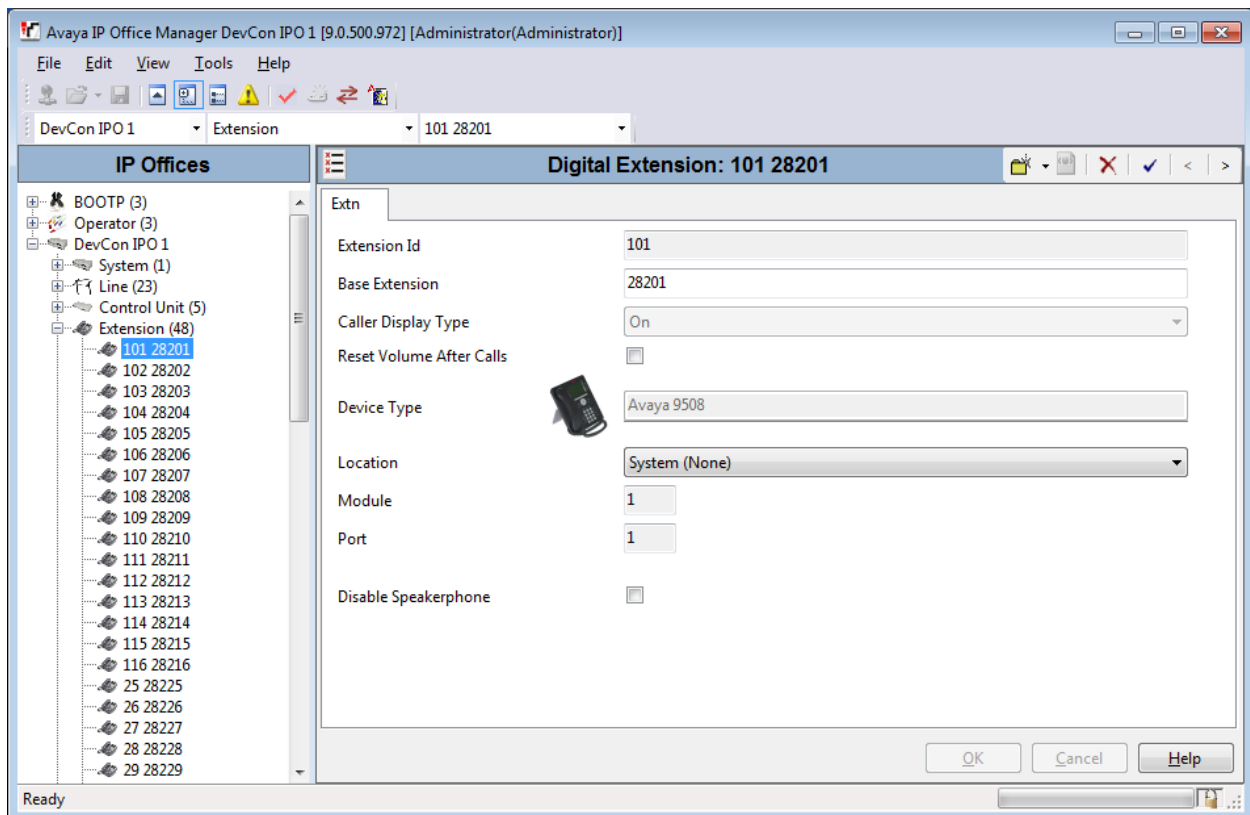 Avaya IP Office Manager DevCon IPO 1 [9.0.500.972] [Administrator(Administrator)]
File Edit View Tools Help
DevCon IPO 1 Extension 101 28201
IP Offices
BOOTP (3)
Operator (3)
DevCon IPO 1
System (1)
Line (23)
Control Unit (5)
Extension (48)
101 28201
102 28202
103 28203
104 28204
105 28205
106 28206
107 28207
108 28208
109 28209
110 28210
111 28211
112 28212
113 28213
114 28214
115 28215
116 28216
25 28225
26 28226
27 28227
28 28228
29 28229
Digital Extension: 101 28201
Extn
Extension Id 101
Base Extension 28201
Caller Display Type On
Reset Volume After Calls
Device Type Avaya 9508
Location System (None)
Module 1
Port 1
Disable Speakerphone
OK Cancel Help
Ready